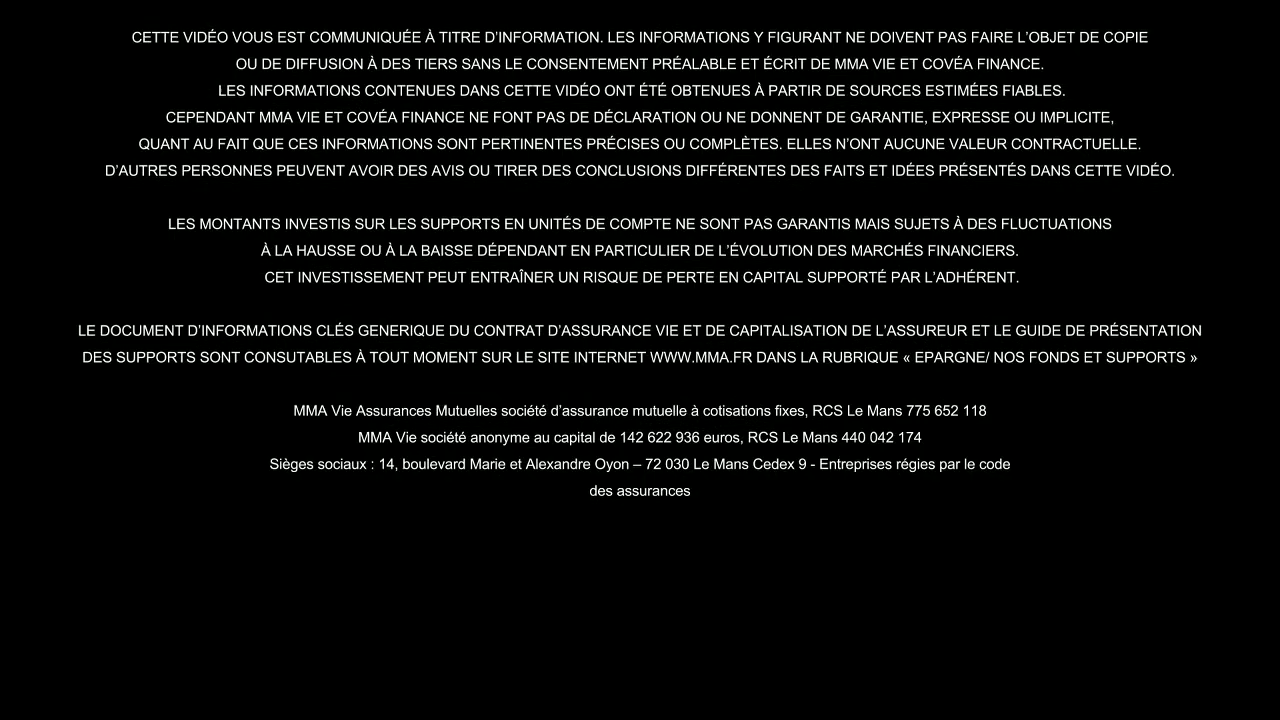 CETTE VIDÉO VOUS EST COMMUNIQUÉE À TITRE D’INFORMATION. LES INFORMATIONS Y FIGURANT NE DOIVENT PAS FAIRE L’OBJET DE COPIE
OU DE DIFFUSION À DES TIERS SANS LE CONSENTEMENT PRÉALABLE ET ÉCRIT DE MMA VIE ET COVÉA FINANCE.
LES INFORMATIONS CONTENUES DANS CETTE VIDÉO ONT ÉTÉ OBTENUES À PARTIR DE SOURCES ESTIMÉES FIABLES.
CEPENDANT MMA VIE ET COVÉA FINANCE NE FONT PAS DE DÉCLARATION OU NE DONNENT DE GARANTIE, EXPRESSE OU IMPLICITE,
QUANT AU FAIT QUE CES INFORMATIONS SONT PERTINENTES PRÉCISES OU COMPLÈTES. ELLES N’ONT AUCUNE VALEUR CONTRACTUELLE.
D’AUTRES PERSONNES PEUVENT AVOIR DES AVIS OU TIRER DES CONCLUSIONS DIFFÉRENTES DES FAITS ET IDÉES PRÉSENTÉS DANS CETTE VIDÉO.
LES MONTANTS INVESTIS SUR LES SUPPORTS EN UNITÉS DE COMPTE NE SONT PAS GARANTIS MAIS SUJETS À DES FLUCTUATIONS
À LA HAUSSE OU À LA BAISSE DÉPENDANT EN PARTICULIER DE L’ÉVOLUTION DES MARCHÉS FINANCIERS.
CET INVESTISSEMENT PEUT ENTRAÎNER UN RISQUE DE PERTE EN CAPITAL SUPPORTÉ PAR L’ADHÉRENT.
LE DOCUMENT D’INFORMATIONS CLÉS GENERIQUE DU CONTRAT D’ASSURANCE VIE ET DE CAPITALISATION DE L’ASSUREUR ET LE GUIDE DE PRÉSENTATION
DES SUPPORTS SONT CONSUTABLES À TOUT MOMENT SUR LE SITE INTERNET WWW.MMA.FR DANS LA RUBRIQUE « EPARGNE/ NOS FONDS ET SUPPORTS »
MMA Vie Assurances Mutuelles société d’assurance mutuelle à cotisations fixes, RCS Le Mans 775 652 118
MMA Vie société anonyme au capital de 142 622 936 euros, RCS Le Mans 440 042 174
Sièges sociaux : 14, boulevard Marie et Alexandre Oyon – 72 030 Le Mans Cedex 9 - Entreprises régies par le code
des assurances